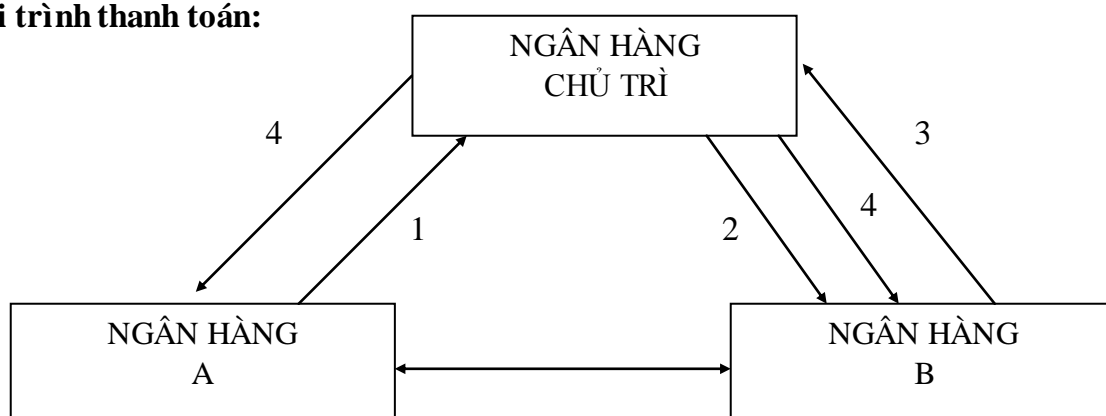 i trình thanh toán:
NGÂN HÀNG
CHỦ TRÌ
4
3
4
1
2
NGÂN HÀNG
A
NGÂN HÀNG
B